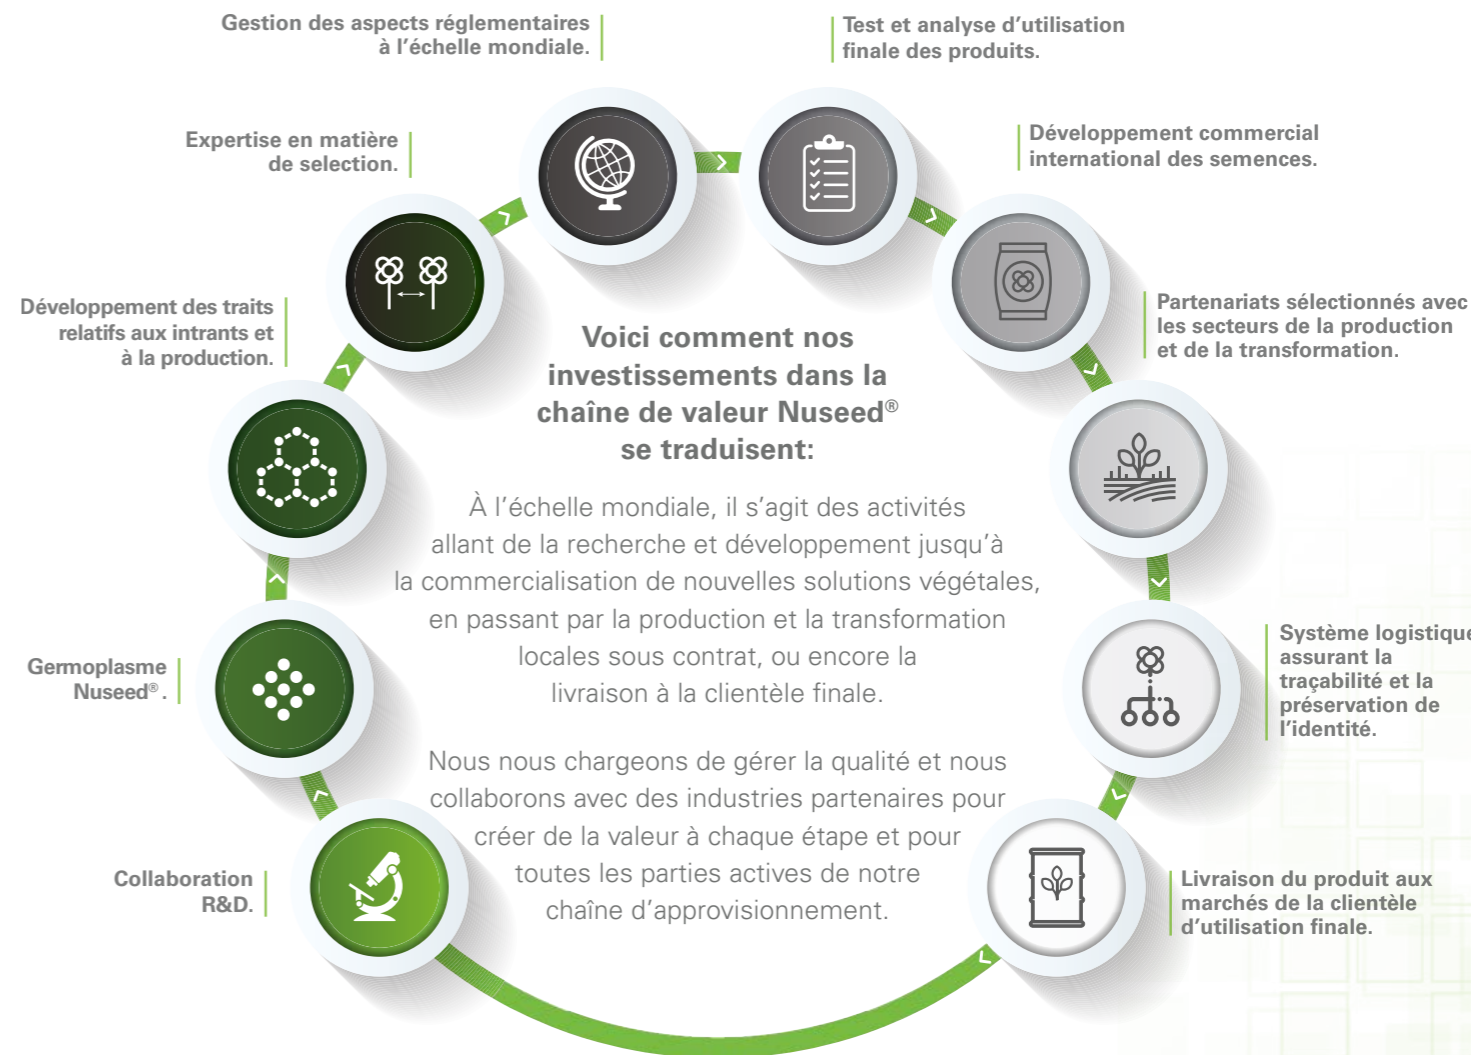 Gestion des aspects réglementaires
à l’échelle mondiale.
Test et analyse d’utilisation
finale des produits.
Expertise en matière
de selection.
Développement commercial
international des semences.
Développement des traits
relatifs aux intrants et
à la production.
Partenariats sélectionnés avec
les secteurs de la production
et de la transformation.
Voici comment nos
investissements dans la
chaîne de valeur Nuseed®
se traduisent:
À l’échelle mondiale, il s’agit des activités
allant de la recherche et développement jusqu’à
la commercialisation de nouvelles solutions végétales,
en passant par la production et la transformation
locales sous contrat, ou encore la
livraison à la clientèle finale.
Germoplasme
Nuseed® .
Système logistique
assurant la
traçabilité et la
préservation de
l’identité.
Nous nous chargeons de gérer la qualité et nous
collaborons avec des industries partenaires pour
créer de la valeur à chaque étape et pour
toutes les parties actives de notre
chaîne d’approvisionnement.
Collaboration
R&D.
Livraison du produit aux
marchés de la clientèle
d’utilisation finale.